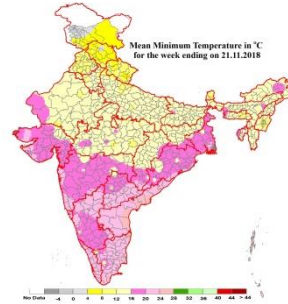 Mean Minimum Temperature in °C
for the week ending on 21.11.2018
No Data -4 0 4 8 12 16 20 24 28 32 36 40 44 > 44